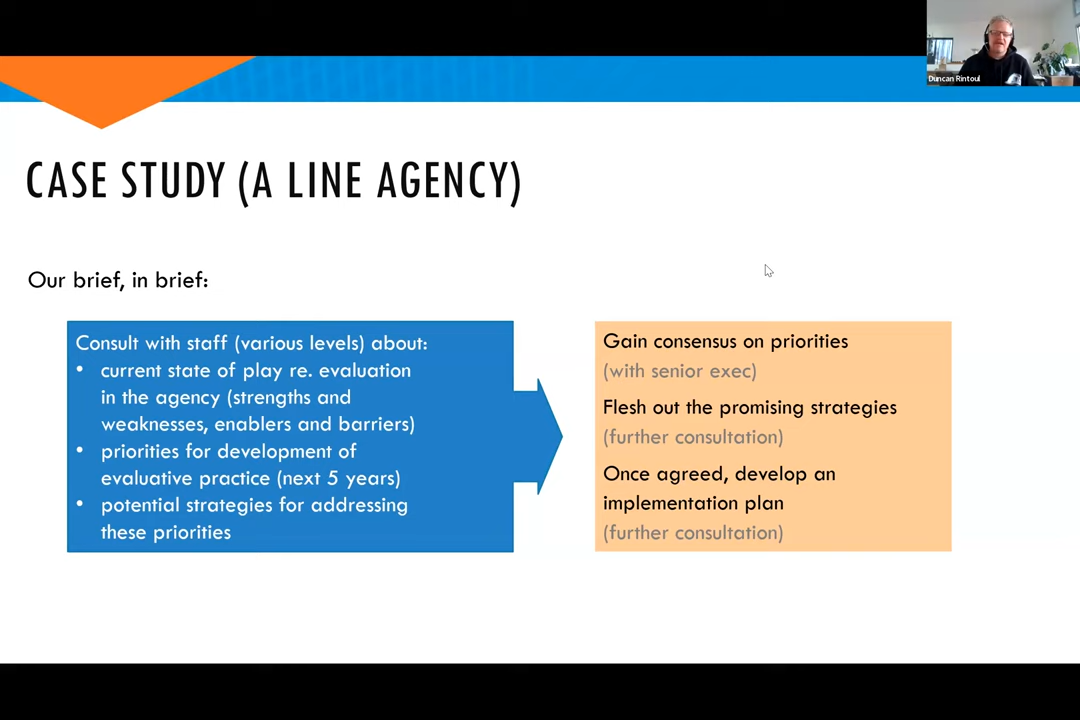 Duncan Rintoul
CASE STUDY (A LINE AGENCY)
Our brief, in brief:
Consult with staff (various levels) about:
• current state of play re. evaluation
in the agency (strengths and
weaknesses, enablers and barriers)
• priorities for development of
evaluative practice (next 5 years)
• potential strategies for addressing
these priorities
Gain consensus on priorities
(with senior exec)
Flesh out the promising strategies
(further consultation)
Once agreed, develop an
implementation plan
(further consultation)